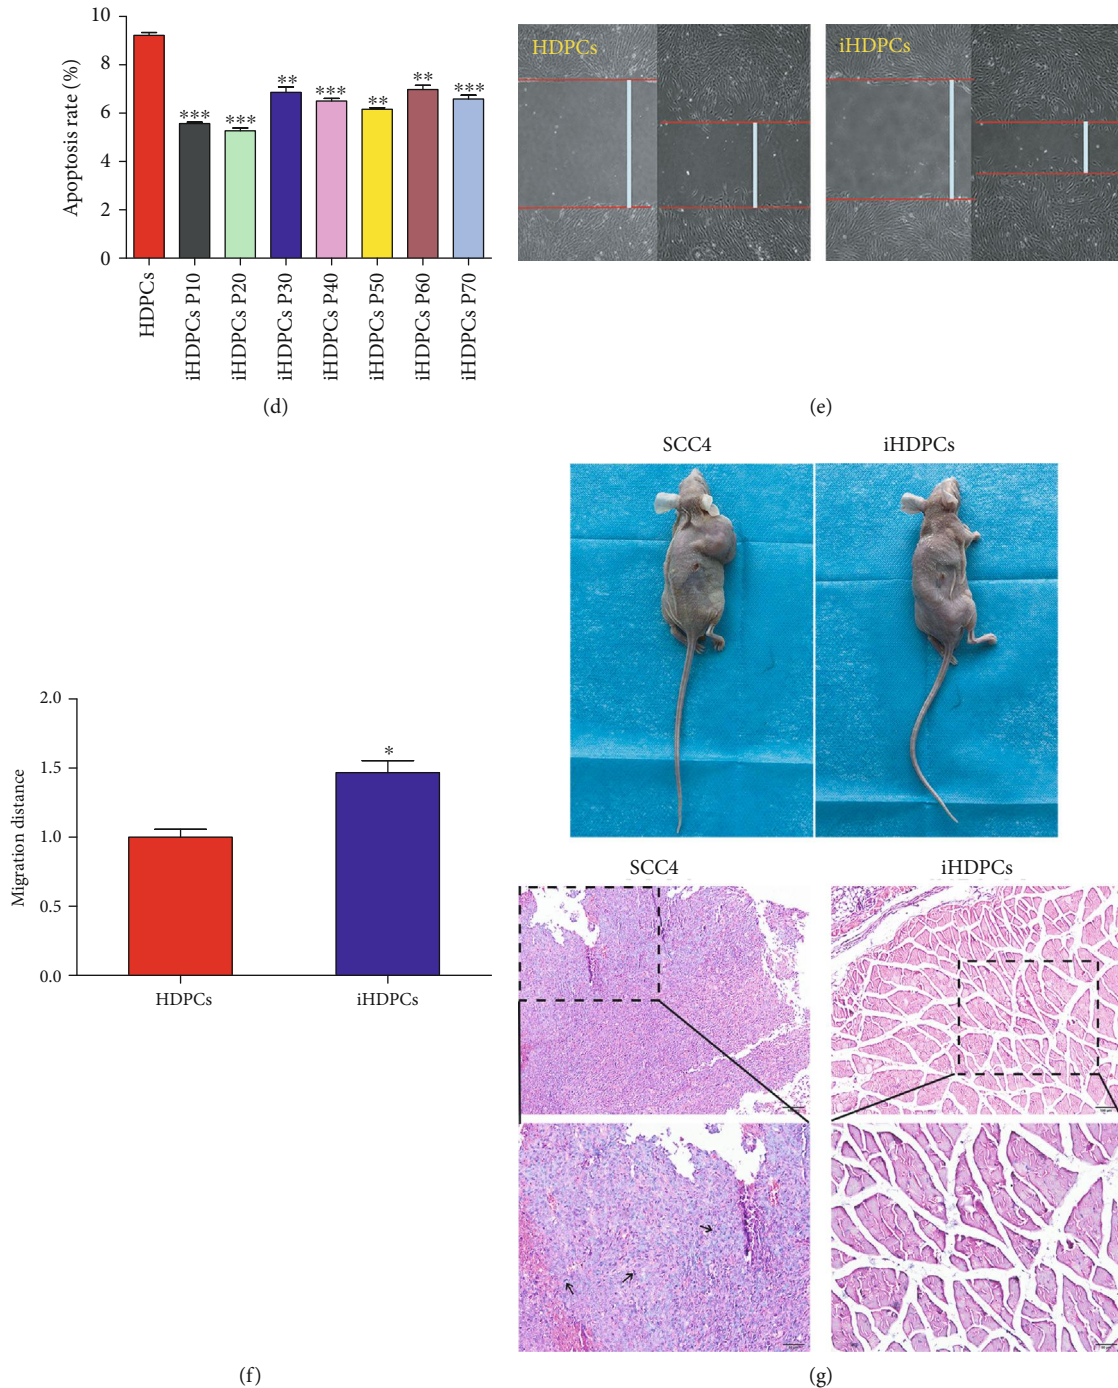 10
8
6
4
2
0
Apoptosis rate (%)
***
***
**
***
**
**
***
HDPCs
iHDPCs P10
iHDPCs P20
iHDPCs P30
iHDPCs P40
iHDPCs P50
iHDPCs P60
iHDPCs P70
(d)
HDPCs
iHDPCs
(e)
2.0
1.5
1.0
0.5
0.0
Migration distance
*
HDPCs
iHDPCs
(f)
SCC4
iHDPCs
SCC4
iHDPCs
(g)